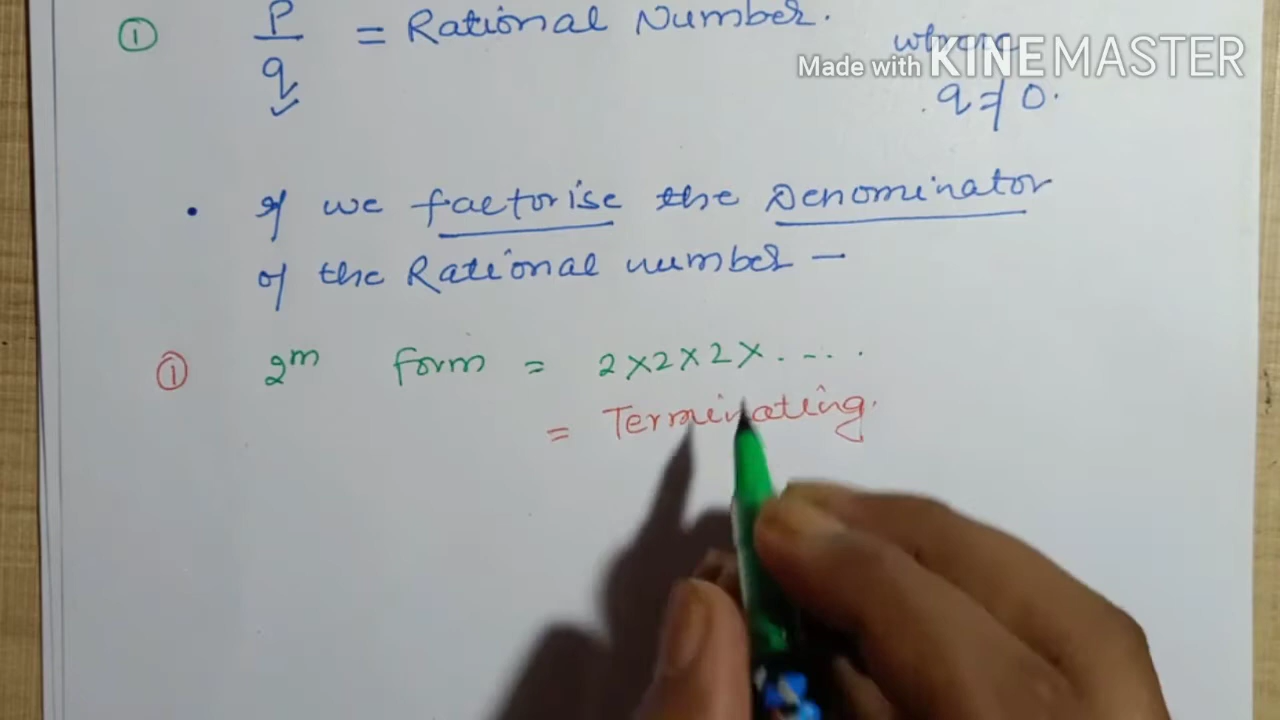 ① P/q = Rational Number. where
Made with KINEMASTER
q ≠ 0.
• If we factorise the Denominator
of the Rational number —
① 2^m form = 2×2×2×....
= Terminating.